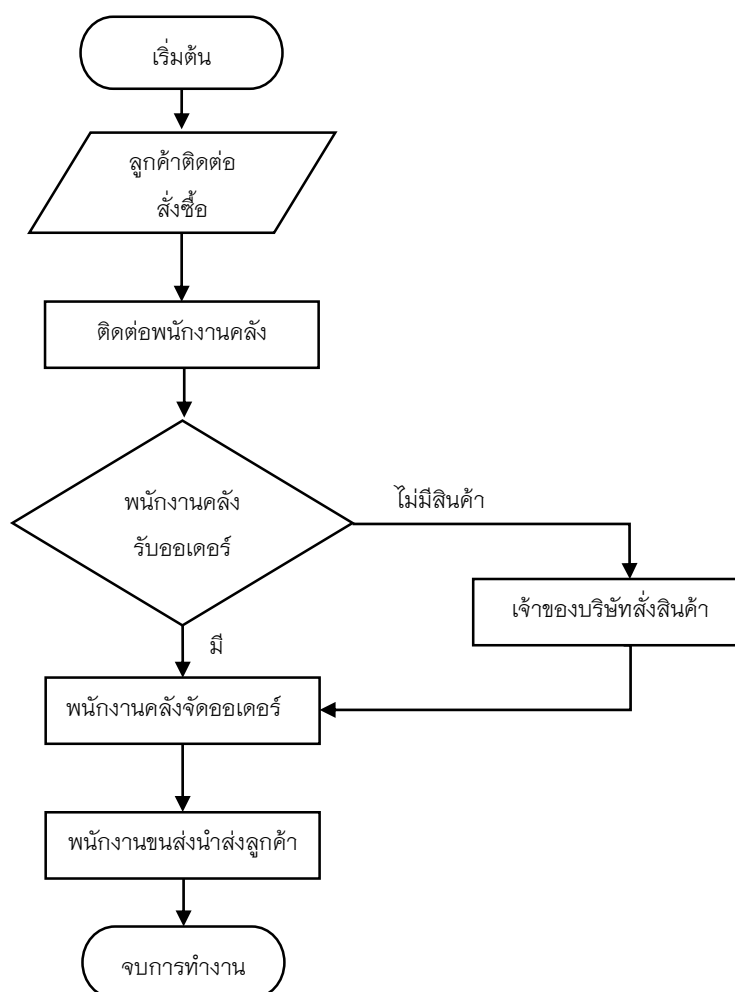 เริ่มต้น
ลูกค้าติดต่อ
สั่งซื้อ
ติดต่อพนักงานคลัง
พนักงานคลัง
รับออเดอร์
ไม่มีสินค้า
เจ้าของบริษัทสั่งสินค้า
มี
พนักงานคลังจัดออเดอร์
พนักงานขนส่งนำส่งลูกค้า
จบการทำงาน